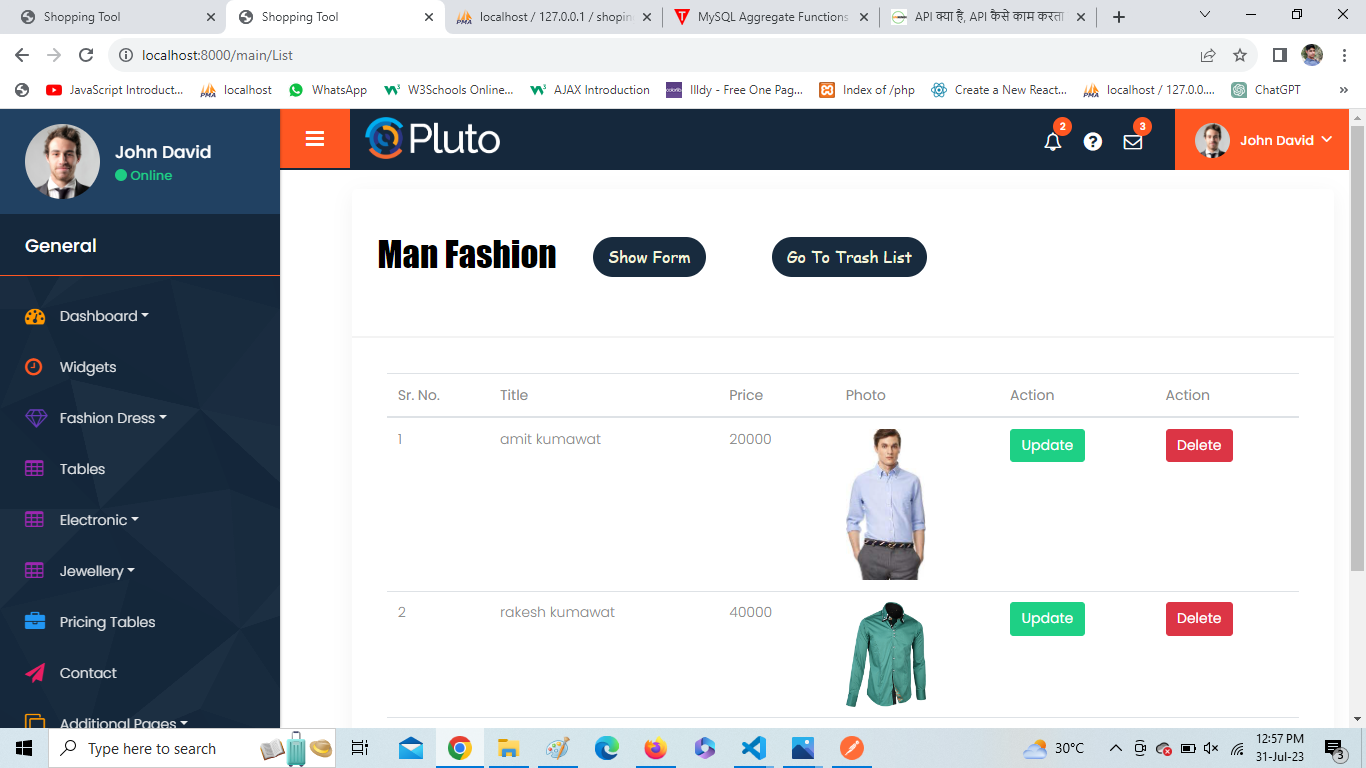 Shopping Tool
Shopping Tool
localhost / 127.0.0.1 / shopin
MySQL Aggregate Functions
API क्या है, API कैसे काम करता
localhost:8000/main/List
JavaScript Introduct...
localhost
WhatsApp
W3Schools Online...
AJAX Introduction
Illdy - Free One Pag...
Index of /php
Create a New React...
localhost / 127.0.0....
ChatGPT
John David
Online
Pluto
2
3
John David
General
Dashboard
Widgets
Fashion Dress
Tables
Electronic
Jewellery
Pricing Tables
Contact
Additional Pages
Man Fashion
Show Form
Go To Trash List
Sr. No. Title Price Photo Action Action
1 amit kumawat 20000 Update Delete
2 rakesh kumawat 40000 Update Delete
Type here to search
30°C
12:57 PM
31-Jul-23
3